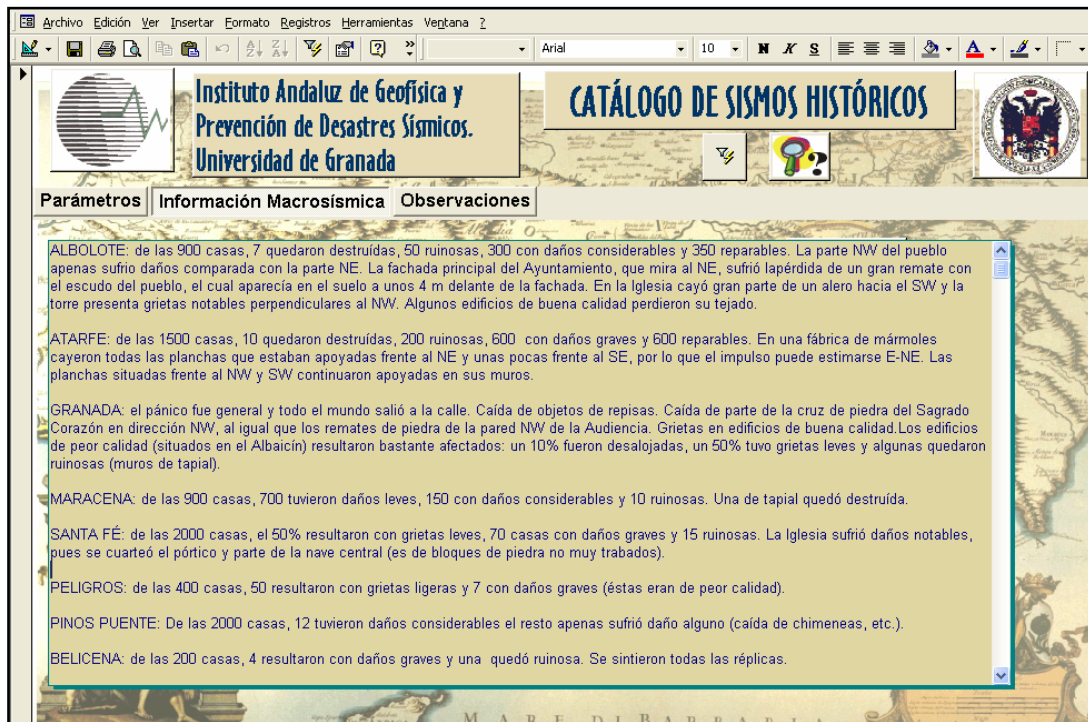 Archivo Edición Ver Insertar Formato Registros Herramientas Ventana ?
Arial 10 N K S
Instituto Andaluz de Geofísica y
Prevención de Desastres Sísmicos.
Universidad de Granada
CATÁLOGO DE SISMOS HISTÓRICOS
Parámetros Información Macrosísmica Observaciones
ALBOLOTE: de las 900 casas, 7 quedaron destruídas, 50 ruinosas, 300 con daños considerables y 350 reparables. La parte NW del pueblo
apenas sufrio daños comparada con la parte NE. La fachada principal del Ayuntamiento, que mira al NE, sufrió lapérdida de un gran remate con
el escudo del pueblo, el cual aparecía en el suelo a unos 4 m delante de la fachada. En la Iglesia cayó gran parte de un alero hacia el SW y la
torre presenta grietas notables perpendiculares al NW. Algunos edificios de buena calidad perdieron su tejado.
ATARFE: de las 1500 casas, 10 quedaron destruídas, 200 ruinosas, 600 con daños graves y 600 reparables. En una fábrica de mármoles
cayeron todas las planchas que estaban apoyadas frente al NE y unas pocas frente al SE, por lo que el impulso puede estimarse E-NE. Las
planchas situadas frente al NW y SW continuaron apoyadas en sus muros.
GRANADA: el pánico fue general y todo el mundo salió a la calle. Caída de objetos de repisas. Caída de parte de la cruz de piedra del Sagrado
Corazón en dirección NW, al igual que los remates de piedra de la pared NW de la Audiencia. Grietas en edificios de buena calidad.Los edificios
de peor calidad (situados en el Albaicín) resultaron bastante afectados: un 10% fueron desalojadas, un 50% tuvo grietas leves y algunas quedaron
ruinosas (muros de tapial).
MARACENA: de las 900 casas, 700 tuvieron daños leves, 150 con daños considerables y 10 ruinosas. Una de tapial quedó destruída.
SANTA FÉ: de las 2000 casas, el 50% resultaron con grietas leves, 70 casas con daños graves y 15 ruinosas. La Iglesia sufrió daños notables,
pues se cuarteó el pórtico y parte de la nave central (es de bloques de piedra no muy trabados).
PELIGROS: de las 400 casas, 50 resultaron con grietas ligeras y 7 con daños graves (éstas eran de peor calidad).
PINOS PUENTE: De las 2000 casas, 12 tuvieron daños considerables el resto apenas sufrió daño alguno (caída de chimeneas, etc.).
BELICENA: de las 200 casas, 4 resultaron con daños graves y una quedó ruinosa. Se sintieron todas las réplicas.
MARE DI BARBARIA